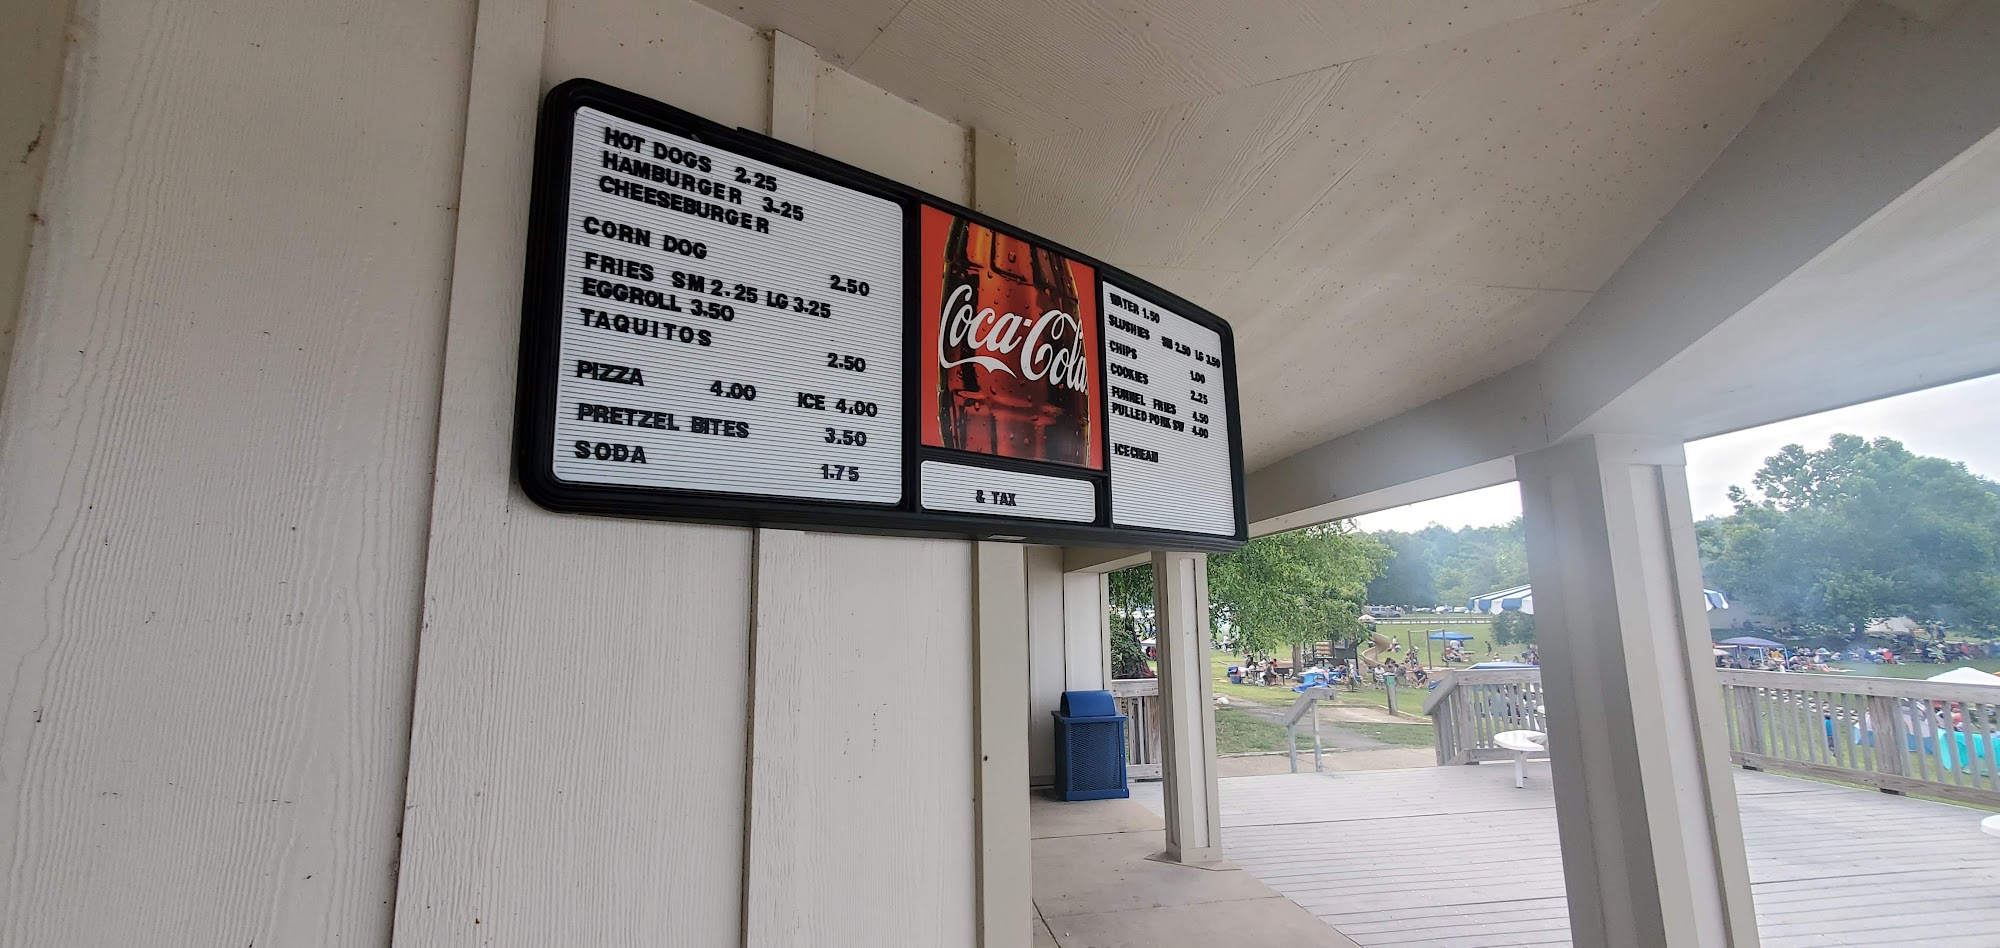 HOT DOGS 2.25
HAMBURGER 3.25
CHEESEBURGER
CORN DOG 2.50
FRIES SM 2.25 LG 3.25
EGGROLL 3.50
TAQUITOS 2.50
PIZZA 4.00 ICE 4.00
PRETZEL BITES 3.50
SODA 1.75
Coca-Cola
& TAX
WATER 1.50
SLUSHIES SM 2.50 LG 3.50
CHIPS 1.00
COOKIES 2.25
FUNNEL FRIES 4.50
PULLED PORK SW 4.00
ICECREAM